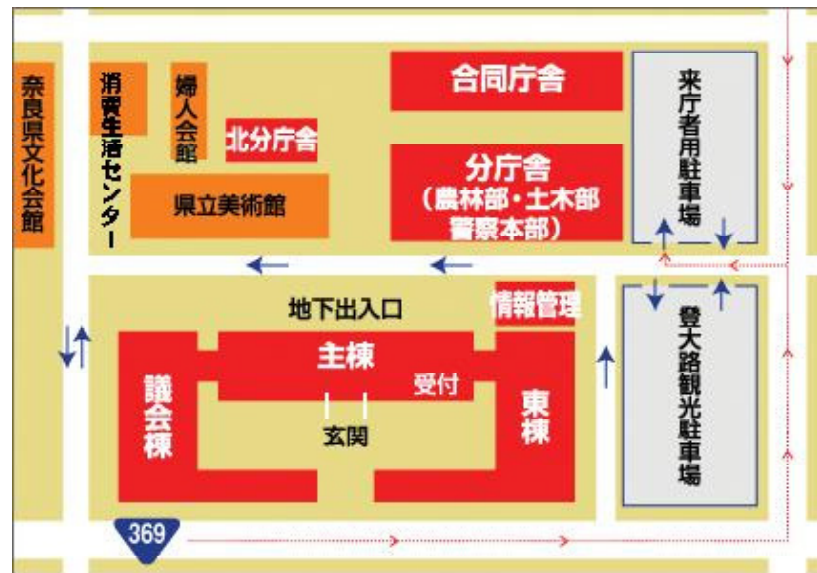 奈良県文化会館
消費生活センター
婦人会館
北分庁舎
県立美術館
合同庁舎
分庁舎
（農林部・土木部
警察本部）
来庁者用駐車場
地下出入口
情報管理
主棟
受付
議会棟
玄関
東棟
登大路観光駐車場
369